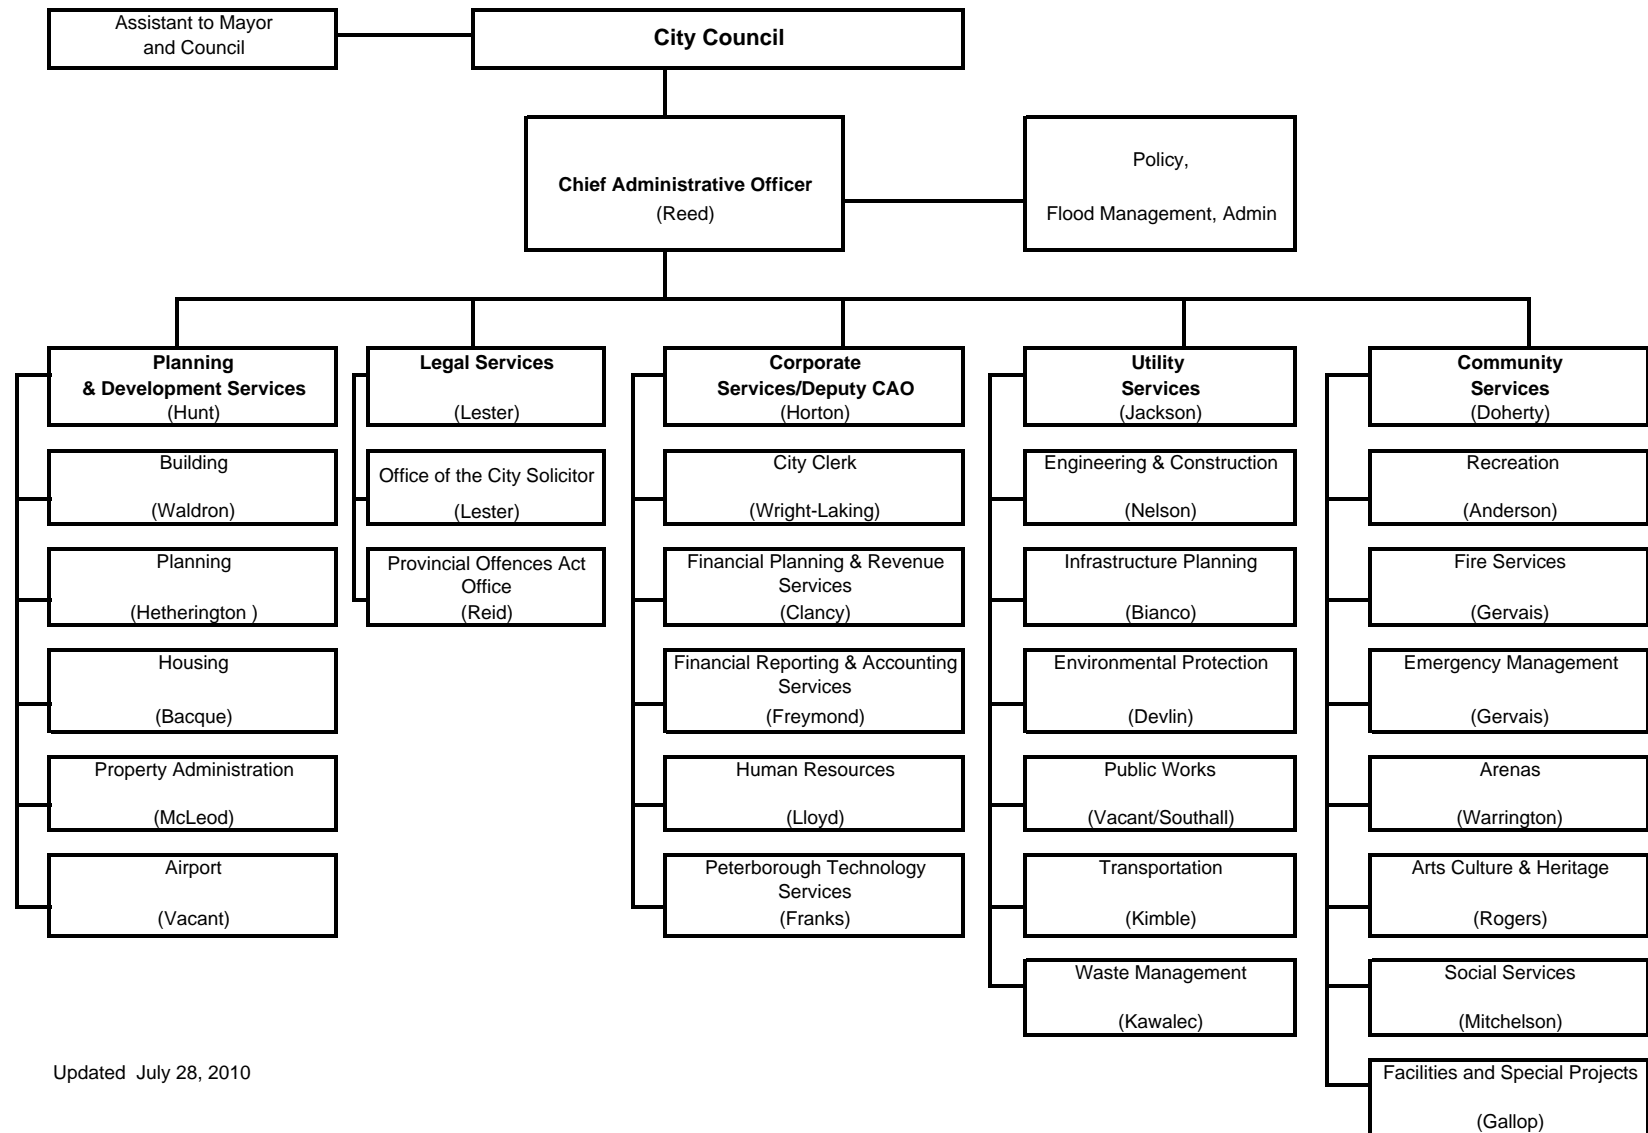 Assistant to Mayor
and Council
City Council
Chief Administrative Officer
(Reed)
Policy,
Flood Management, Admin
Planning
& Development Services
(Hunt)
Building
(Waldron)
Planning
(Hetherington )
Housing
(Bacque)
Property Administration
(McLeod)
Airport
(Vacant)
Legal Services
(Lester)
Office of the City Solicitor
(Lester)
Provincial Offences Act
Office
(Reid)
Corporate
Services/Deputy CAO
(Horton)
City Clerk
(Wright-Laking)
Financial Planning & Revenue
Services
(Clancy)
Financial Reporting & Accounting
Services
(Freymond)
Human Resources
(Lloyd)
Peterborough Technology
Services
(Franks)
Utility
Services
(Jackson)
Engineering & Construction
(Nelson)
Infrastructure Planning
(Bianco)
Environmental Protection
(Devlin)
Public Works
(Vacant/Southall)
Transportation
(Kimble)
Waste Management
(Kawalec)
Community
Services
(Doherty)
Recreation
(Anderson)
Fire Services
(Gervais)
Emergency Management
(Gervais)
Arenas
(Warrington)
Arts Culture & Heritage
(Rogers)
Social Services
(Mitchelson)
Facilities and Special Projects
(Gallop)
Updated  July 28, 2010